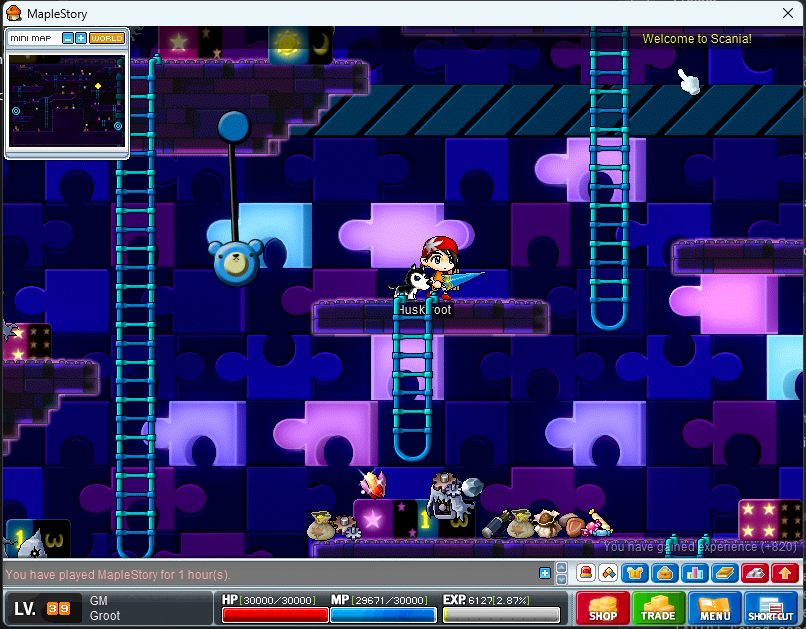 MapleStory
MINI MAP
WORLD
Welcome to Scania!
Husk
root
You have gained experience (+820)
You have played MapleStory for 1 hour(s).
LV. 39
GM
Groot
HP[30000/30000]
MP[29671/30000]
EXP. 6127[2.87%]
SHOP
TRADE
MENU
SHORT CUT